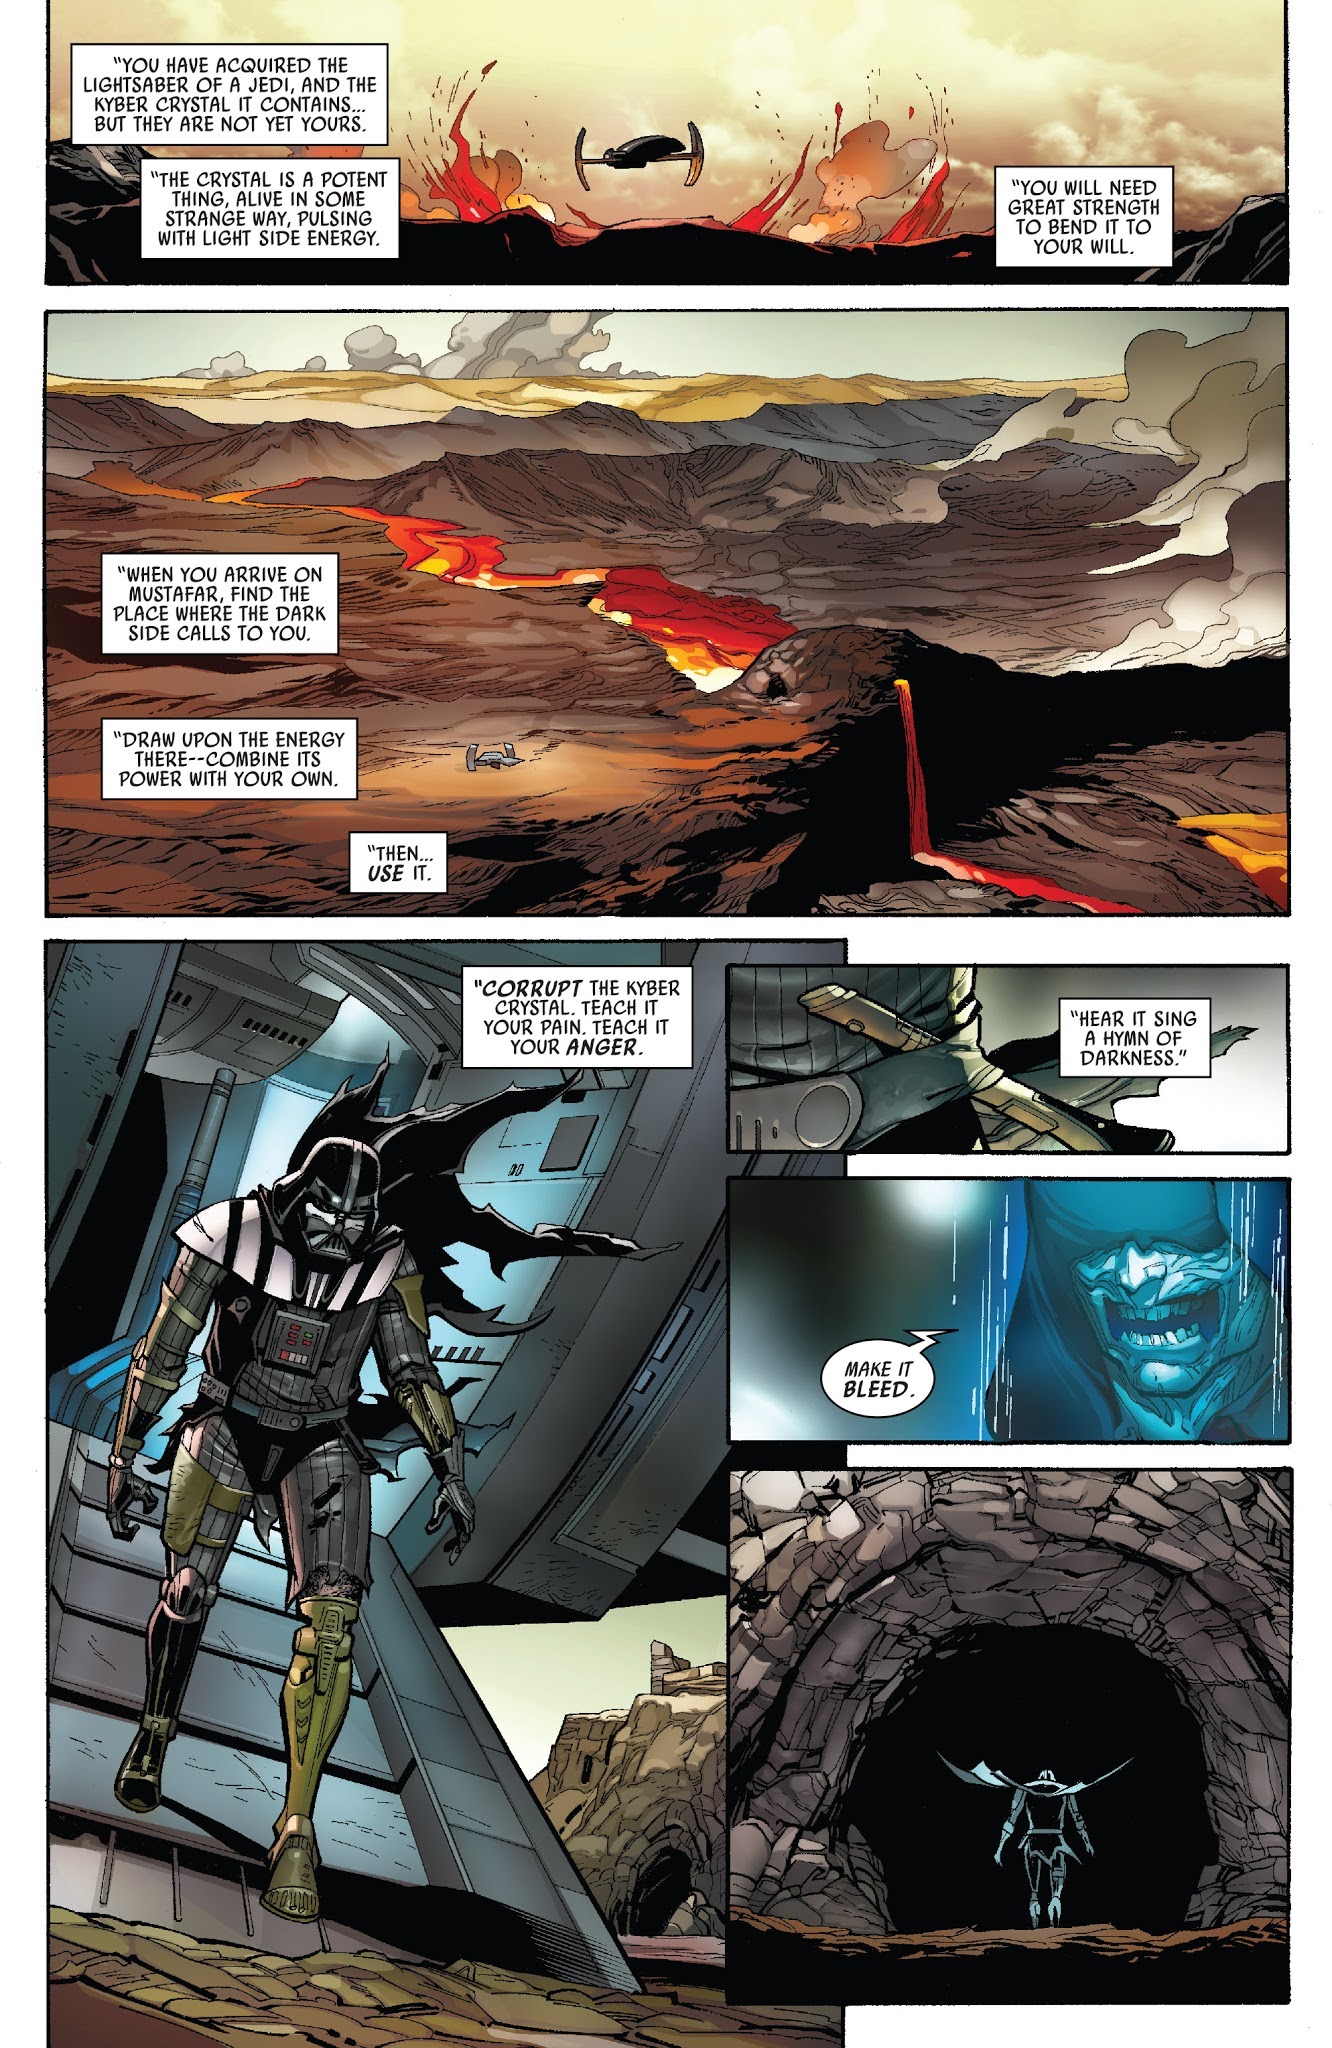 “YOU HAVE ACQUIRED THE
LIGHTSABER OF A JEDI, AND THE
KYBER CRYSTAL IT CONTAINS...
BUT THEY ARE NOT YET YOURS.
“THE CRYSTAL IS A POTENT
THING, ALIVE IN SOME
STRANGE WAY, PULSING
WITH LIGHT SIDE ENERGY.
“YOU WILL NEED
GREAT STRENGTH
TO BEND IT TO
YOUR WILL.
“WHEN YOU ARRIVE ON
MUSTAFAR, FIND THE
PLACE WHERE THE DARK
SIDE CALLS TO YOU.
“DRAW UPON THE ENERGY
THERE--COMBINE ITS
POWER WITH YOUR OWN.
“THEN...
USE IT.
“CORRUPT THE KYBER
CRYSTAL. TEACH IT
YOUR PAIN. TEACH IT
YOUR ANGER.
“HEAR IT SING
A HYMN OF
DARKNESS.”
MAKE IT
BLEED.